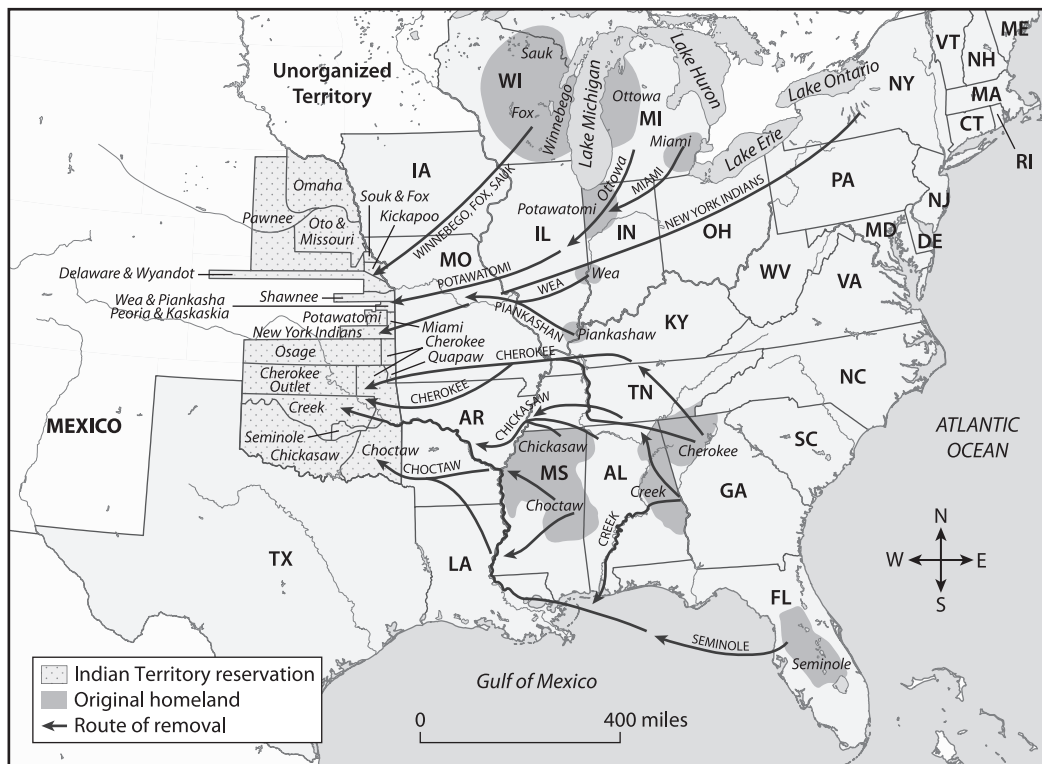 ME
VT
NH
Lake Ontario
NY
MA
CT
RI
Lake Huron
Sauk
WI
Fox
Winnebego
Lake Michigan
Ottowa
MI
Miami
Lake Erie
Unorganized
Territory
IA
PA
NJ
MD
DE
Omaha
Pawnee
Oto &
Missouri
Souk & Fox
Kickapoo
WINNEBEGO, FOX, SAUK
Ottowa
MIAMI
NEW YORK INDIANS
Potawatomi
IL
IN
OH
WV
VA
MO
Delaware & Wyandot
POTAWATOMI
Wea
WEA
Shawnee
Wea & Piankasha
Peoria & Kaskaskia
Potawatomi
New York Indians
Miami
Cherokee
Quapaw
PIANKASHAN
Piankashaw
KY
Osage
Cherokee
Outlet
CHEROKEE
CHEROKEE
TN
NC
Creek
MEXICO
AR
CHICKASAW
Chickasaw
Cherokee
SC
ATLANTIC
OCEAN
Seminole
Chickasaw
Choctaw
CHOCTAW
MS
AL
Creek
GA
Choctaw
CREEK
TX
LA
N
W
E
S
FL
SEMINOLE
Seminole
Gulf of Mexico
Indian Territory reservation
Original homeland
Route of removal
0
400 miles